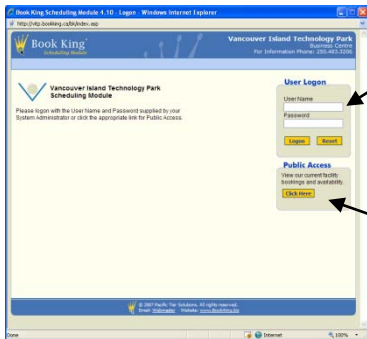 Book King Scheduling Module 4.10 - Logon - Windows Internet Explorer
http://vitp.booking.ca/bk/index.asp
Book King
Scheduling Module
Vancouver Island Technology Park
Business Centre
For Information Phone: 250.483.3200
Vancouver Island Technology Park
Scheduling Module
Please logon with the User Name and Password supplied by your
System Administrator or click the appropriate link for Public Access.
User Logon
User Name
Password
Logon
Reset
Public Access
View our current facility
bookings and availability.
Click Here
© 2007 Pacific Tier Solutions. All rights reserved.
Email: Webmaster Website: www.BookKing.biz
Done
Internet
100%